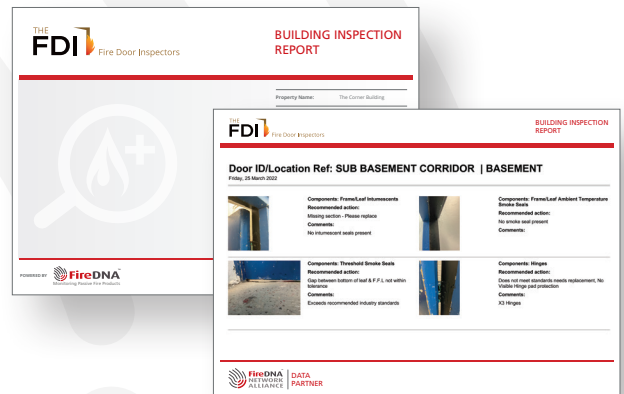 THE
FDI Fire Door Inspectors
BUILDING INSPECTION
REPORT
Property Name: The Corner Building
POWERED BY FireDNA
Monitoring Passive Fire Products
THE
FDI Fire Door Inspectors
BUILDING INSPECTION
REPORT
Door ID/Location Ref: SUB BASEMENT CORRIDOR | BASEMENT
Friday, 25 March 2022
Components: Frame/Leaf Intumescents
Recommended action:
Missing section - Please replace
Comments:
No intumescent seals present
Components: Frame/Leaf Ambient Temperature
Smoke Seals
Recommended action:
No smoke seal present
Comments:
Components: Threshold Smoke Seals
Recommended action:
Gap between bottom of leaf & F.F.L not within
tolerance
Comments:
Exceeds recommended industry standards
Components: Hinges
Recommended action:
Does not meet standards needs replacement, No
Visible Hinge pad protection
Comments:
X3 Hinges
FireDNA
NETWORK
ALLIANCE
DATA
PARTNER